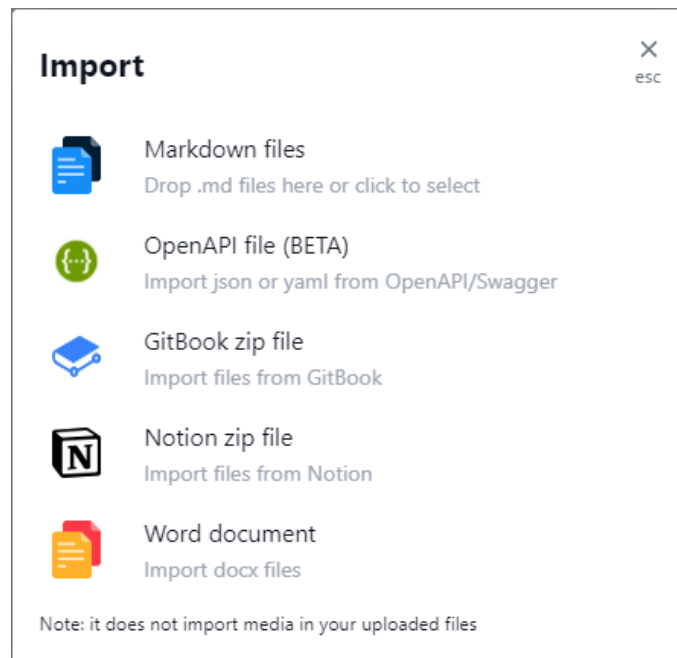 Import
esc
Markdown files
Drop .md files here or click to select
OpenAPI file (BETA)
Import json or yaml from OpenAPI/Swagger
GitBook zip file
Import files from GitBook
N
Notion zip file
Import files from Notion
Word document
Import docx files
Note: it does not import media in your uploaded files